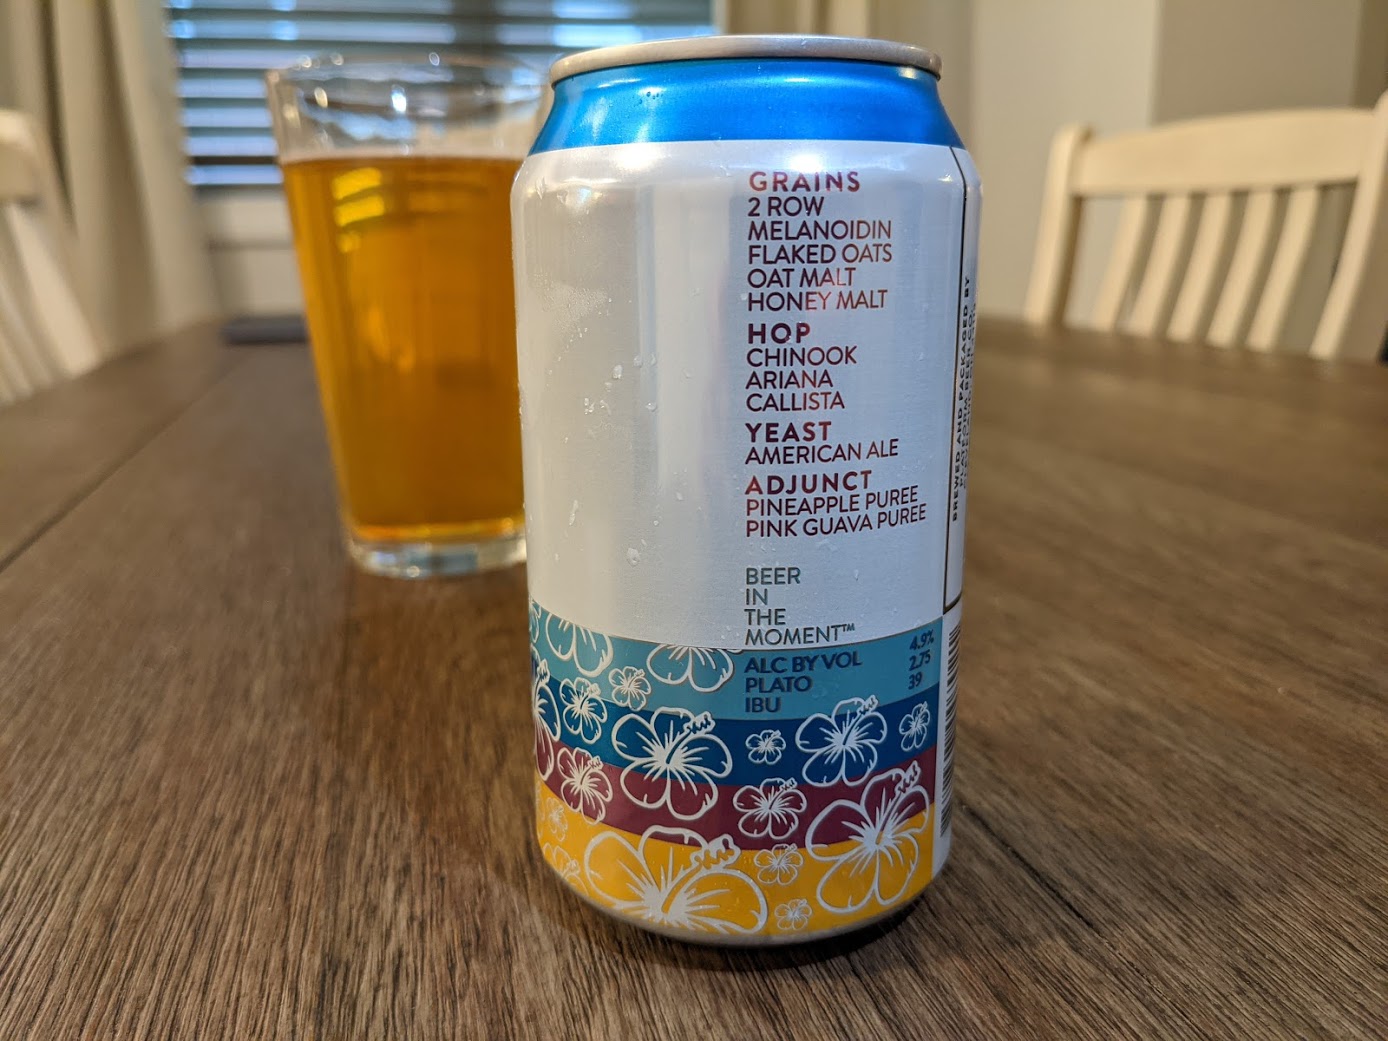 GRAINS
2 ROW
MELANOIDIN
FLAKED OATS
OAT MALT
HONEY MALT
HOP
CHINOOK
ARIANA
CALLISTA
YEAST
AMERICAN ALE
ADJUNCT
PINEAPPLE PUREE
PINK GUAVA PUREE
BEER
IN
THE
MOMENT™
ALC BY VOL 4.9%
PLATO 2.75
IBU 39
BREWED AND PACKAGED BY